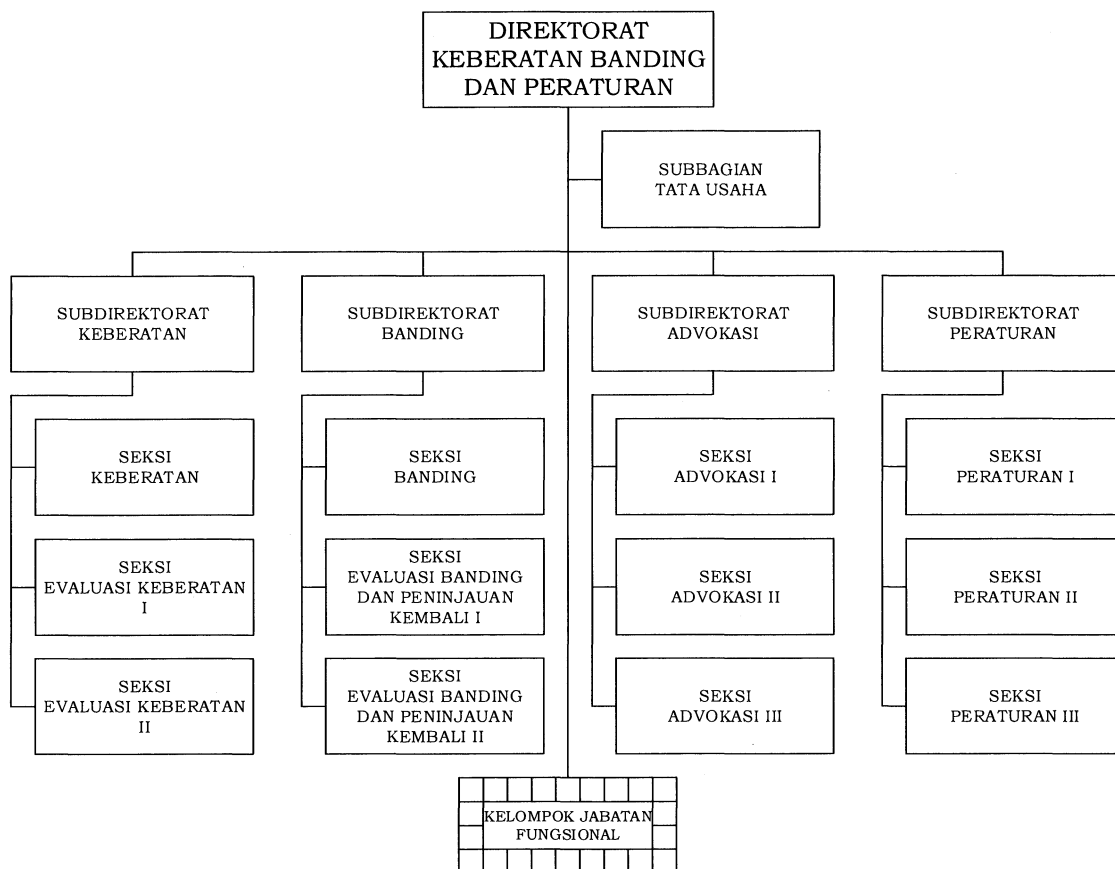 DIREKTORAT
KEBERATAN BANDING
DAN PERATURAN
SUBBAGIAN
TATA USAHA
SUBDIREKTORAT
KEBERATAN
SUBDIREKTORAT
BANDING
SUBDIREKTORAT
ADVOKASI
SUBDIREKTORAT
PERATURAN
SEKSI
KEBERATAN
SEKSI
BANDING
SEKSI
ADVOKASI I
SEKSI
PERATURAN I
SEKSI
EVALUASI KEBERATAN
I
SEKSI
EVALUASI BANDING
DAN PENINJAUAN
KEMBALI I
SEKSI
ADVOKASI II
SEKSI
PERATURAN II
SEKSI
EVALUASI KEBERATAN
II
SEKSI
EVALUASI BANDING
DAN PENINJAUAN
KEMBALI II
SEKSI
ADVOKASI III
SEKSI
PERATURAN III
KELOMPOK JABATAN
FUNGSIONAL